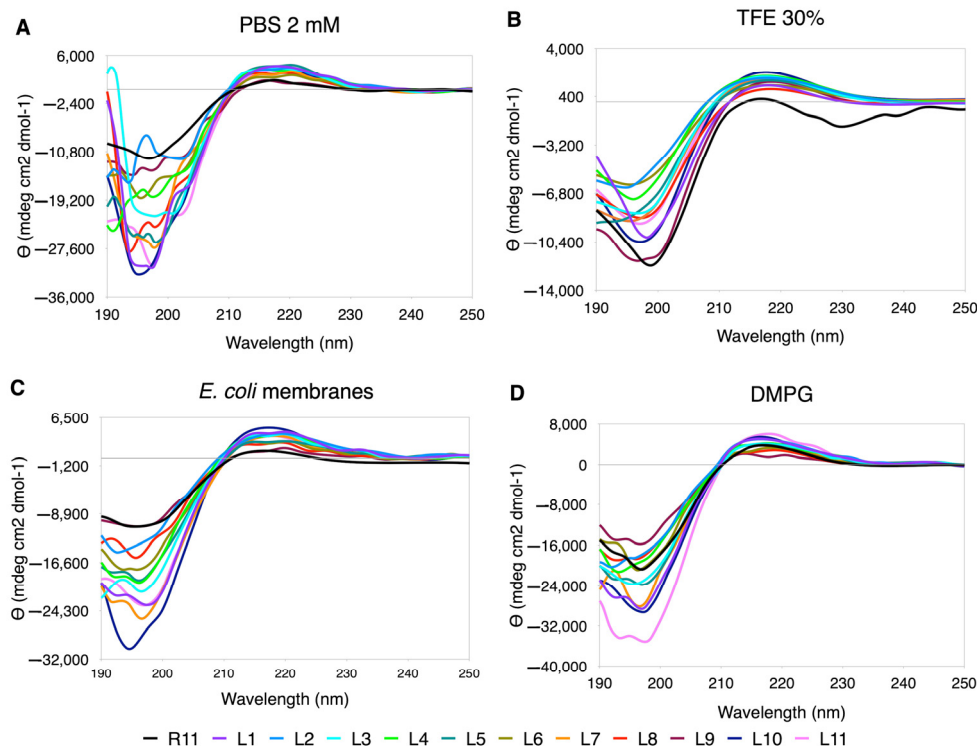 A
PBS 2 mM
6,000
—2,400
—10,800
—19,200
—27,600
—36,000
Θ (mdeg cm2 dmol-1)
190 200 210 220 230 240 250
Wavelength (nm)
B
TFE 30%
4,000
400
—3,200
—6,800
—10,400
—14,000
Θ (mdeg cm2 dmol-1)
190 200 210 220 230 240 250
Wavelength (nm)
C
E. coli membranes
6,500
—1,200
—8,900
—16,600
—24,300
—32,000
Θ (mdeg cm2 dmol-1)
190 200 210 220 230 240 250
Wavelength (nm)
D
DMPG
8,000
0
—8,000
—16,000
—24,000
—32,000
—40,000
Θ (mdeg cm2 dmol-1)
190 200 210 220 230 240 250
Wavelength (nm)
R11 L1 L2 L3 L4 L5 L6 L7 L8 L9 L10 L11